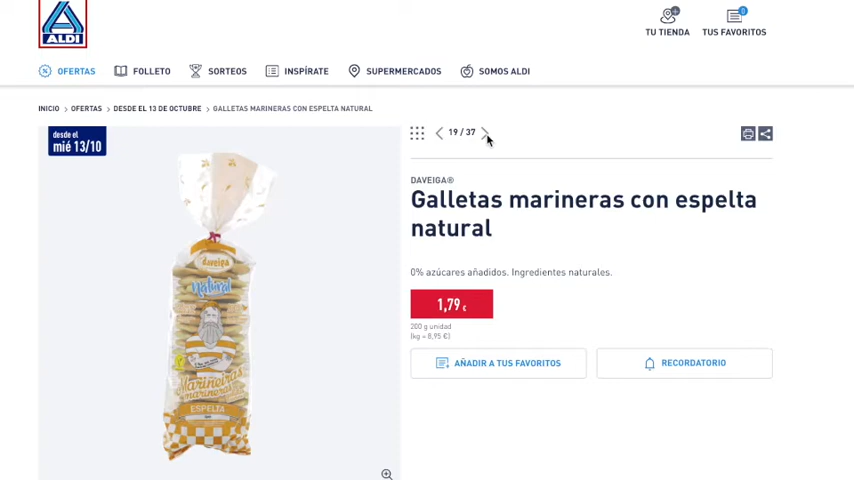 ALDI
TU TIENDA
TUS FAVORITOS
0
OFERTAS
FOLLETO
SORTEOS
INSPÍRATE
SUPERMERCADOS
SOMOS ALDI
INICIO > OFERTAS > DESDE EL 13 DE OCTUBRE > GALLETAS MARINERAS CON ESPELTA NATURAL
desde el
mié 13/10
19 / 37
DAVEIGA®
Galletas marineras con espelta
natural
0% azúcares añadidos. Ingredientes naturales.
1,79 €
200 g unidad
(kg = 8,95 €)
AÑADIR A TUS FAVORITOS
RECORDATORIO
daveiga
natural
Marineiras
marineras
ESPELTA